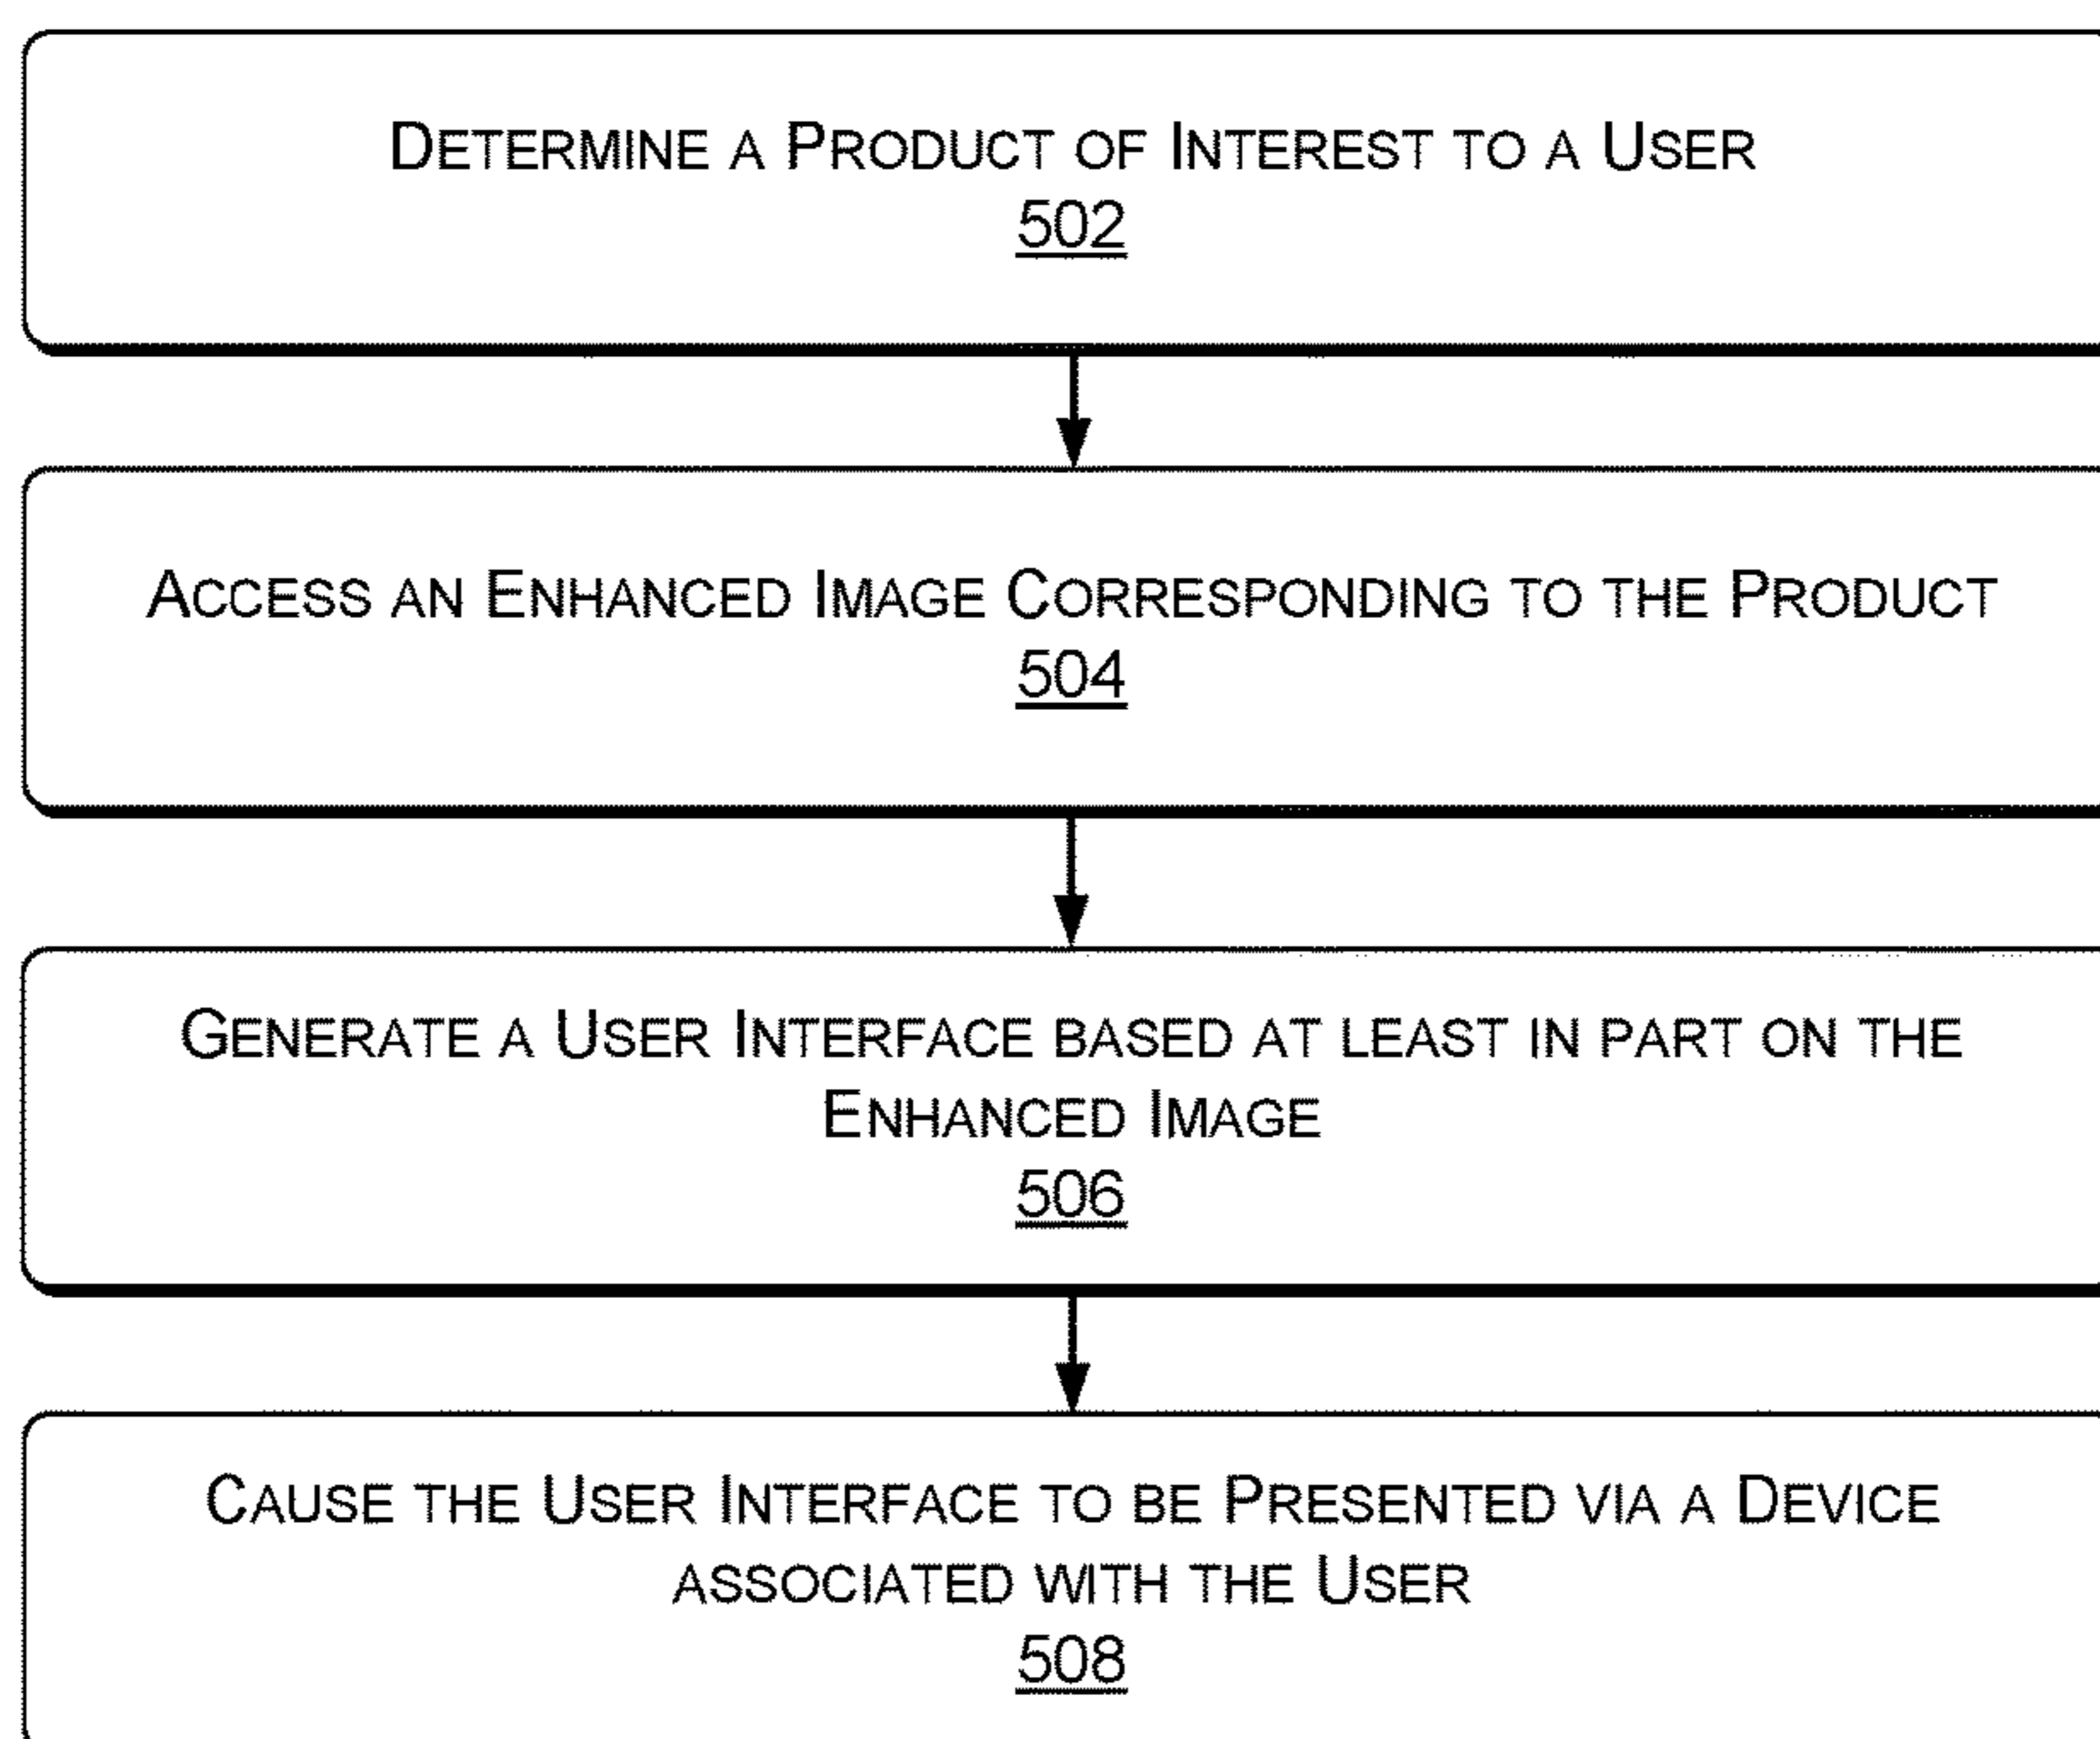 DETERMINE A PRODUCT OF INTEREST TO A USER
502
ACCESS AN ENHANCED IMAGE CORRESPONDING TO THE PRODUCT
504
GENERATE A USER INTERFACE BASED AT LEAST IN PART ON THE
ENHANCED IMAGE
506
CAUSE THE USER INTERFACE TO BE PRESENTED VIA A DEVICE
ASSOCIATED WITH THE USER
508